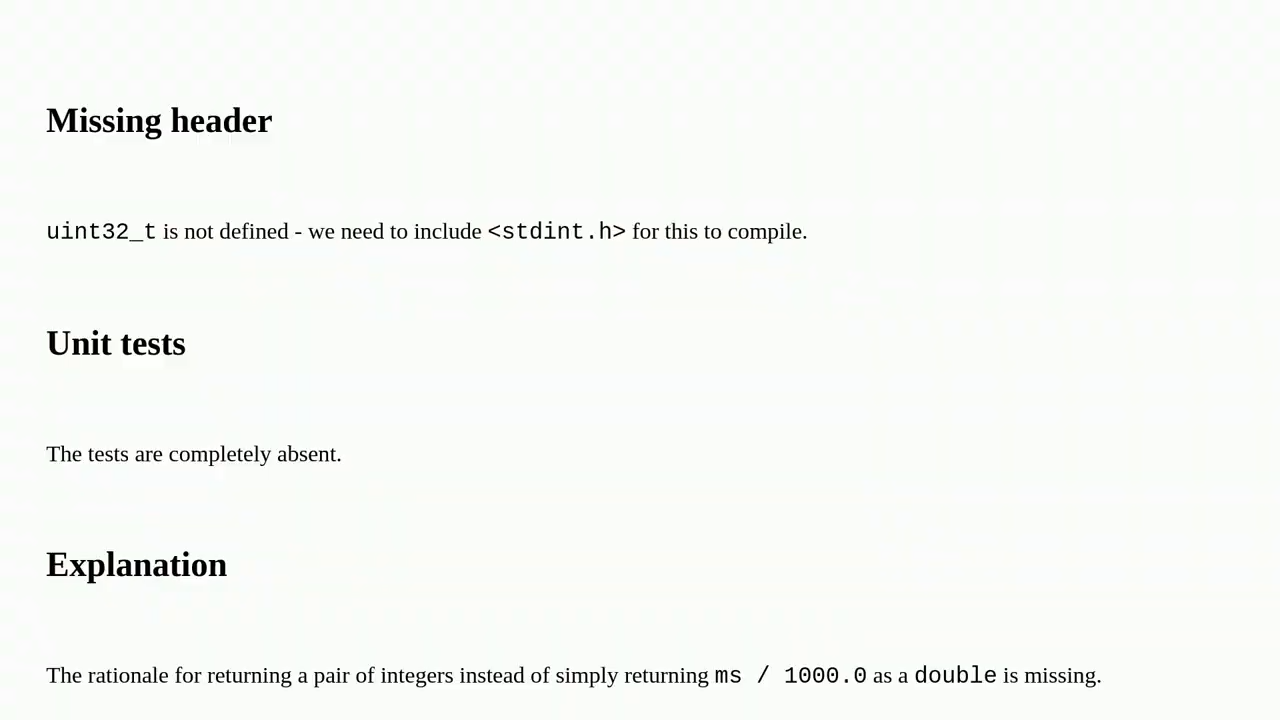 Missing header
uint32_t is not defined - we need to include <stdint.h> for this to compile.
Unit tests
The tests are completely absent.
Explanation
The rationale for returning a pair of integers instead of simply returning ms / 1000.0 as a double is missing.